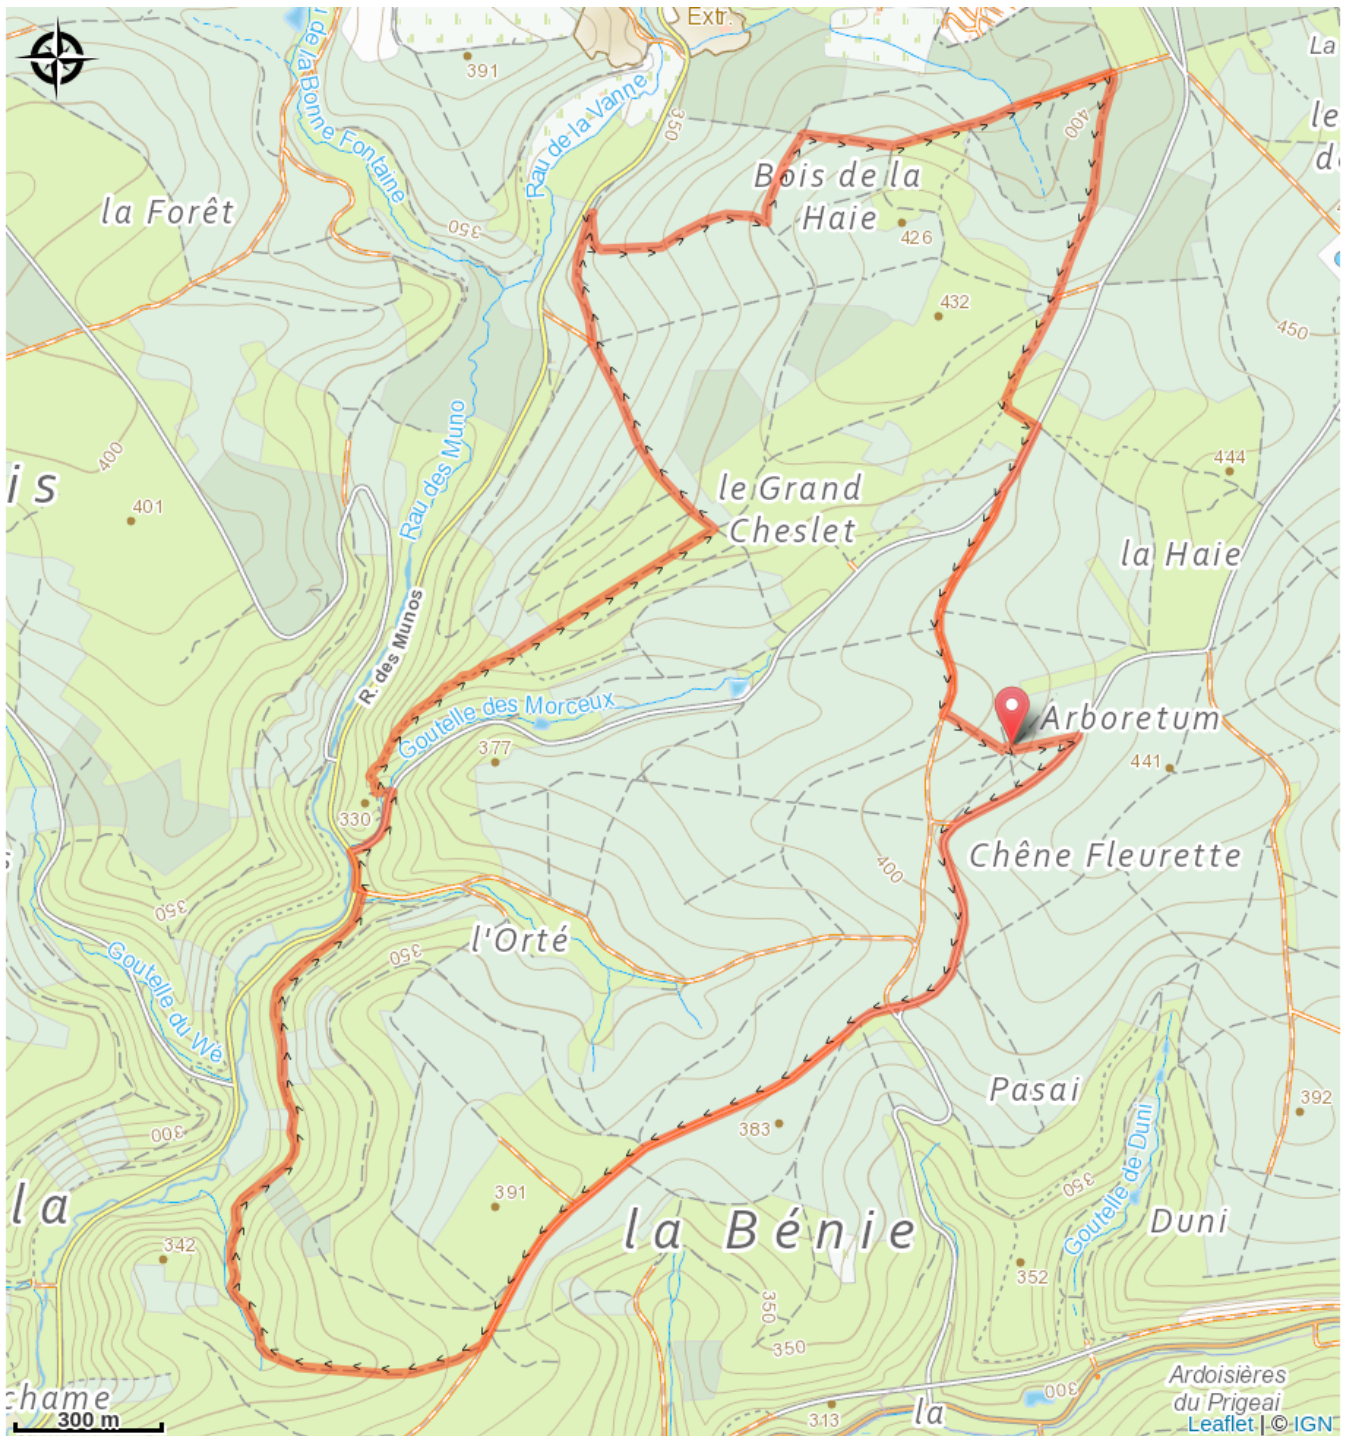 Extr.
391
Rau de la Vanne
350
de la Bonne Fontaine
La
le
400
la Forêt
Bois de la
Haie
426
350
432
450
400
401
is
Rau des Muno
444
le Grand
Cheslet
la Haie
R. des Munos
Goutelle des Morceux
377
Arboretum
441
330
400
Chêne Fleurette
350
l'Orté
350
Goutelle du Wé
Pasai
392
300
383
350
Goutelle de Duni
391
la
la Bénie
Duni
342
352
350
350
Ardoisières
du Prigeai
300
chame
313
la
300 m
Leaflet | © IGN